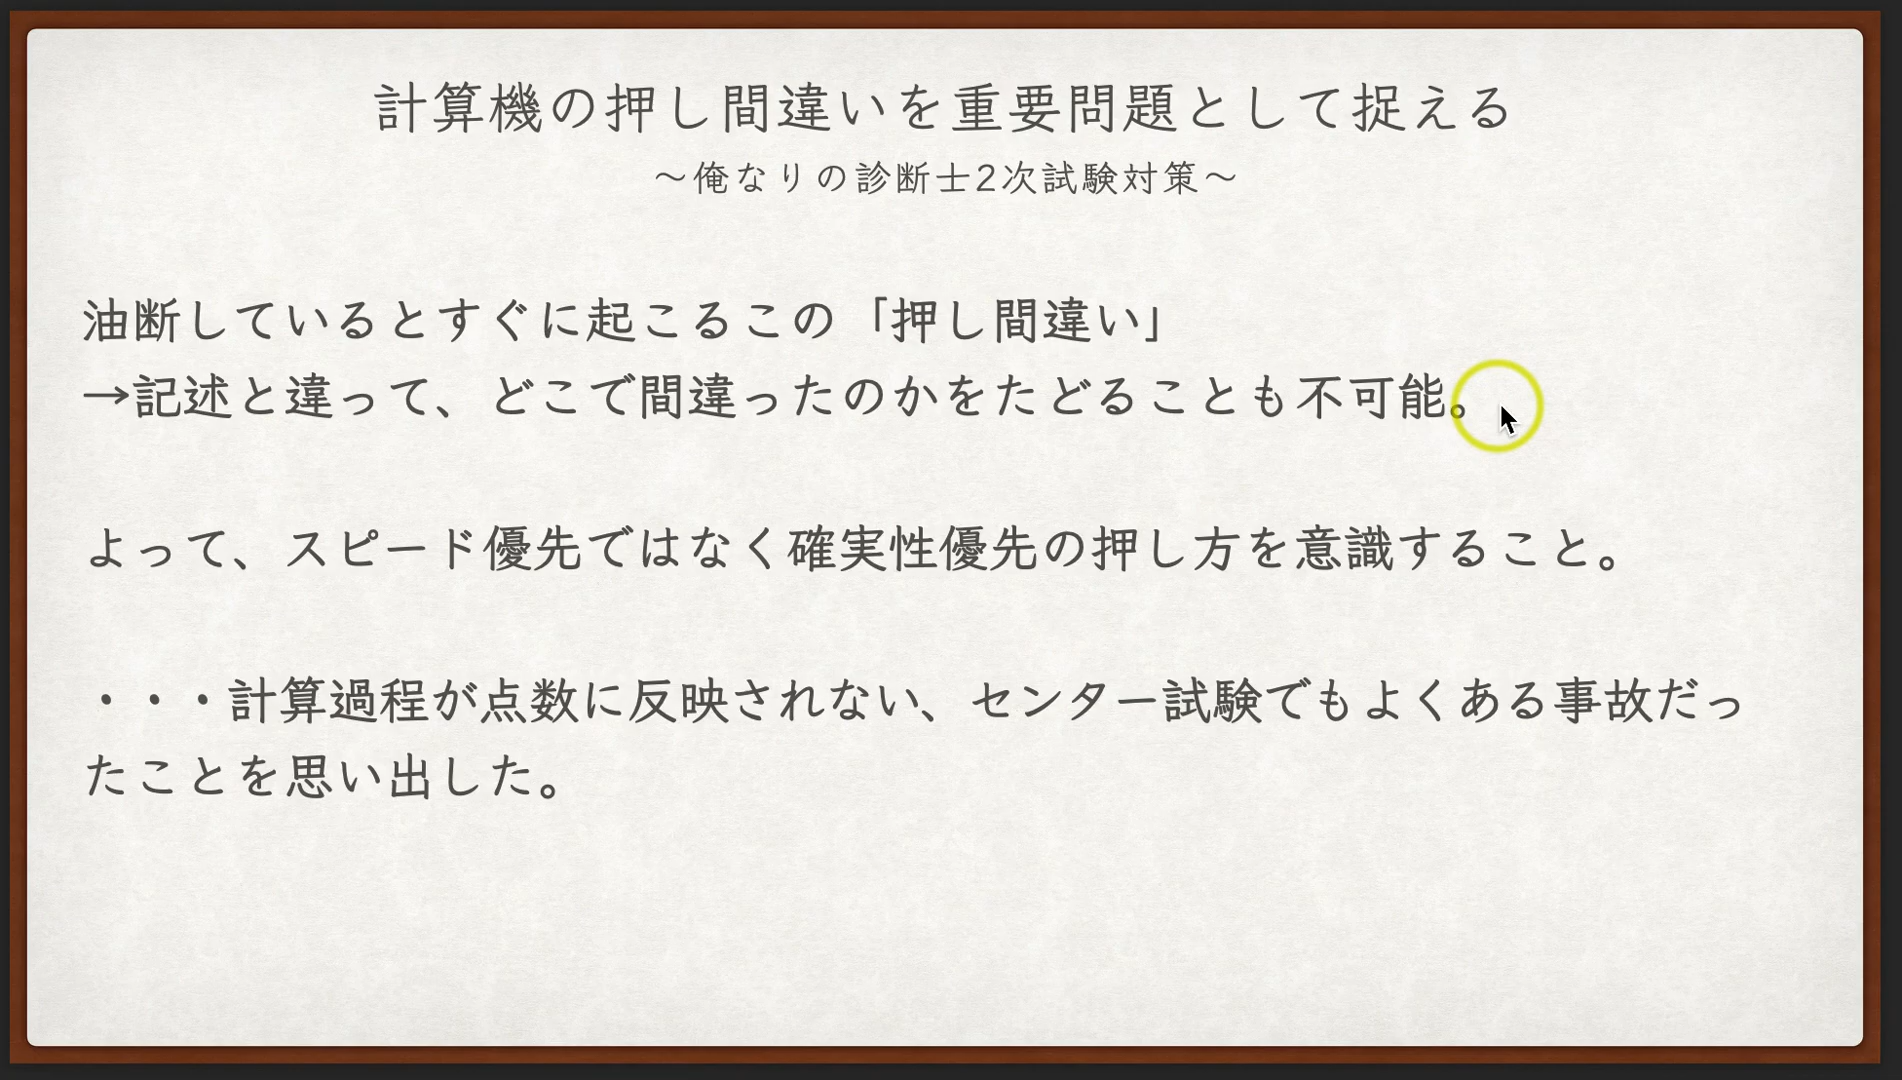 計算機の押し間違いを重要問題として捉える
～俺なりの診断士2次試験対策～
油断しているとすぐに起こるこの「押し間違い」
→記述と違って、どこで間違ったのかをたどることも不可能。
よって、スピード優先ではなく確実性優先の押し方を意識すること。
・・・計算過程が点数に反映されない、センター試験でもよくある事故だっ
たことを思い出した。